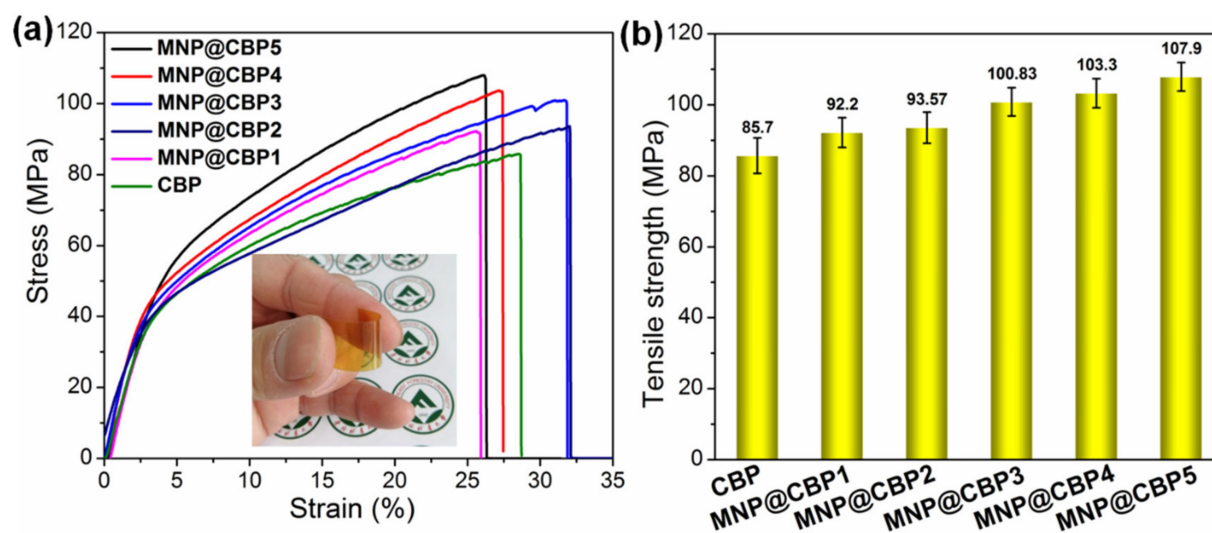 (a)
120
100
80
60
40
20
0
Stress (MPa)
MNP@CBP5
MNP@CBP4
MNP@CBP3
MNP@CBP2
MNP@CBP1
CBP
0 5 10 15 20 25 30 35
Strain (%)
(b)
120
100
80
60
40
20
0
Tensile strength (MPa)
85.7
92.2
93.57
100.83
103.3
107.9
CBP
MNP@CBP1
MNP@CBP2
MNP@CBP3
MNP@CBP4
MNP@CBP5